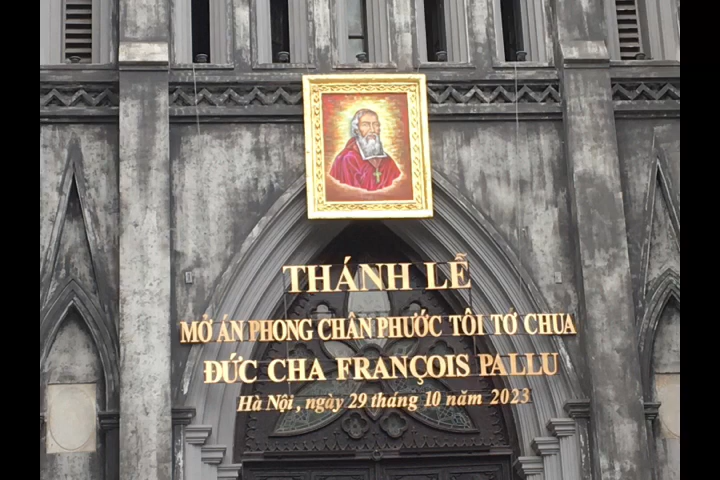 THÁNH LỄ
MỞ ÁN PHONG CHÂN PHƯỚC TÔI TỚ CHÚA
ĐỨC CHA FRANÇOIS PALLU
Hà Nội, ngày 29 tháng 10 năm 2023